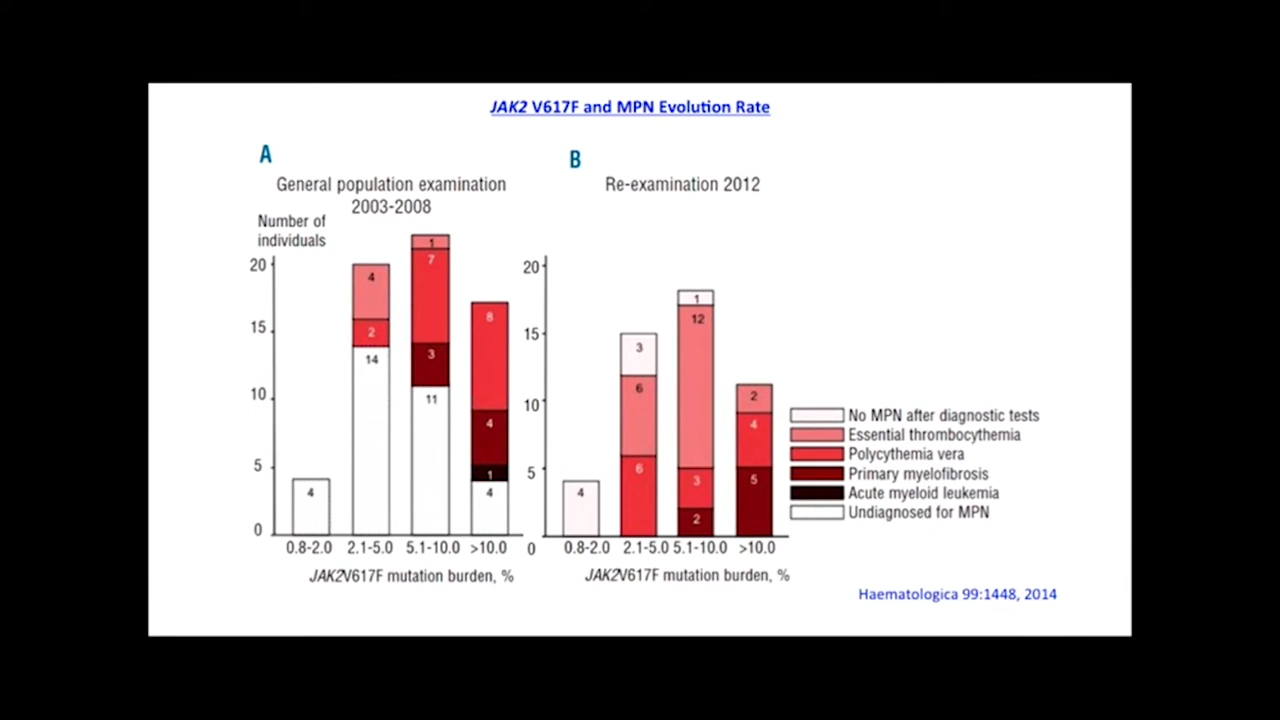 JAK2 V617F and MPN Evolution Rate
A
General population examination
2003-2008
Number of
individuals
20
15
10
5
0
4
14
2
4
11
3
7
1
4
1
4
8
0.8-2.0 2.1-5.0 5.1-10.0 >10.0
JAK2V617F mutation burden, %
B
Re-examination 2012
20
15
10
5
0
4
3
6
6
1
12
3
2
2
4
5
0.8-2.0 2.1-5.0 5.1-10.0 >10.0
JAK2V617F mutation burden, %
No MPN after diagnostic tests
Essential thrombocythemia
Polycythemia vera
Primary myelofibrosis
Acute myeloid leukemia
Undiagnosed for MPN
Haematologica 99:1448, 2014